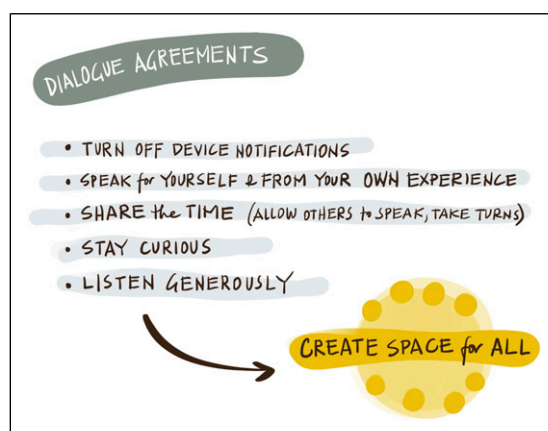 DIALOGUE AGREEMENTS
• TURN OFF DEVICE NOTIFICATIONS
• SPEAK for YOURSELF & FROM YOUR OWN EXPERIENCE
• SHARE the TIME (ALLOW OTHERS to SPEAK, TAKE TURNS)
• STAY CURIOUS
• LISTEN GENEROUSLY
CREATE SPACE for ALL